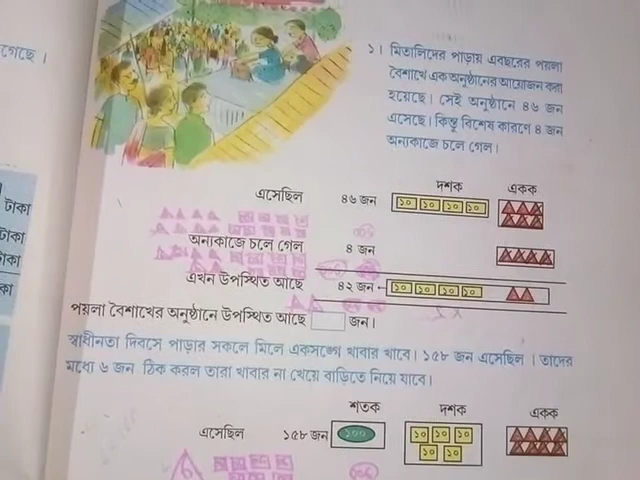 গেছে।
টাকা
টাকা
টাকা
কা
১। মিতালিদের পাড়ায় এবছরের পয়লা
বৈশাখে এক অনুষ্ঠানের আয়োজন করা
হয়েছে। সেই অনুষ্ঠানে ৪৬ জন
এসেছে। কিন্তু বিশেষ কারণে ৪ জন
অন্যকাজে চলে গেল।
দশক একক
এসেছিল ৪৬ জন ১০ ১০ ১০ ১০
অন্যকাজে চলে গেল ৪ জন
এখন উপস্থিত আছে ৪২ জন ১০ ১০ ১০ ১০
পয়লা বৈশাখের অনুষ্ঠানে উপস্থিত আছে জন।
স্বাধীনতা দিবসে পাড়ার সকলে মিলে একসঙ্গে খাবার খাবে। ১৫৮ জন এসেছিল। তাদের
মধ্যে ৬ জন ঠিক করল তারা খাবার না খেয়ে বাড়িতে নিয়ে যাবে।
শতক দশক একক
এসেছিল ১৫৮ জন ১০০ ১০ ১০ ১০
১০ ১০